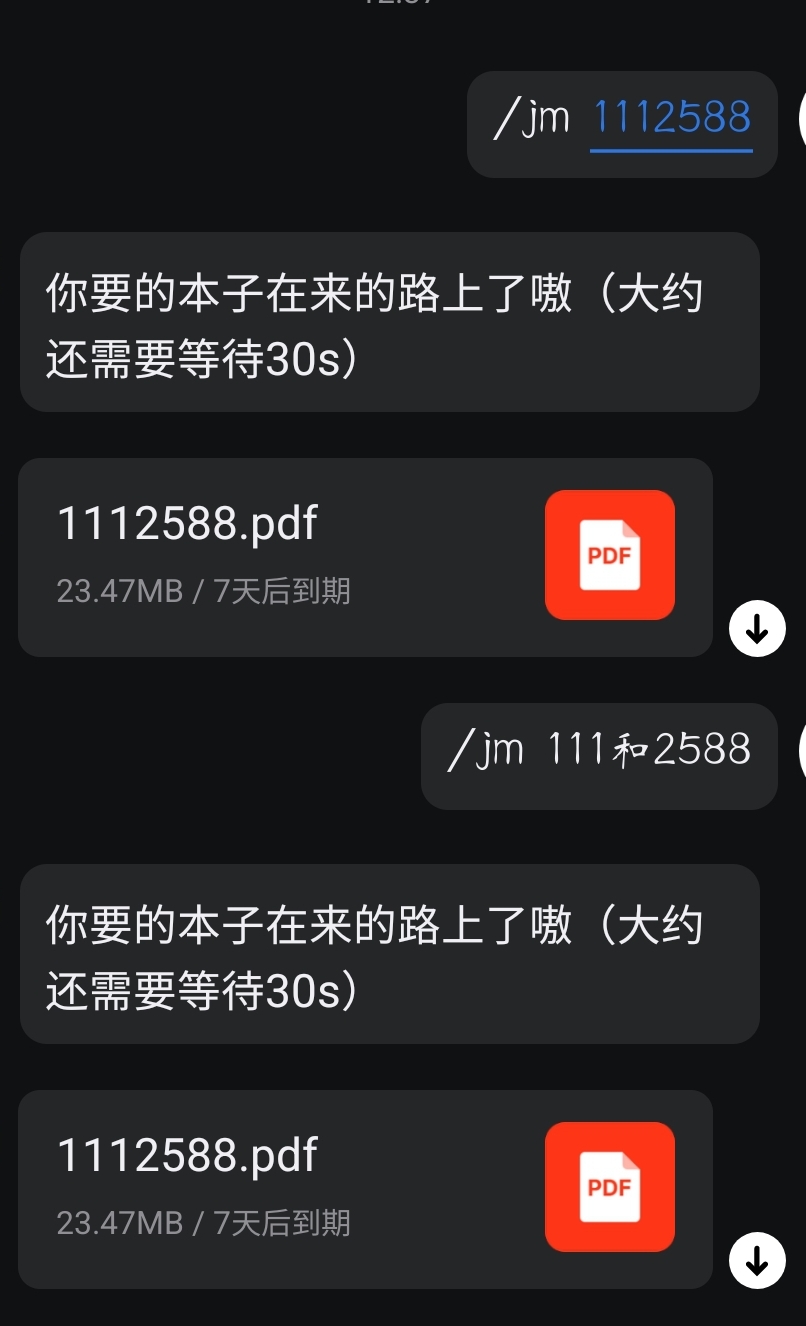 /jm 1112588
你要的本子在来的路上了嗷（大约
还需要等待30s）
1112588.pdf
23.47MB / 7天后到期
PDF
/jm 111和2588
你要的本子在来的路上了嗷（大约
还需要等待30s）
1112588.pdf
23.47MB / 7天后到期
PDF